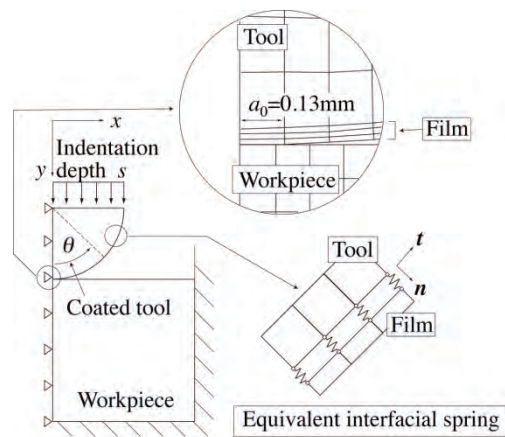 Tool
a₀=0.13mm
Film
Workpiece
x
Indentation
y depth s
θ
Coated tool
Workpiece
Tool
t
n
Film
Equivalent interfacial spring